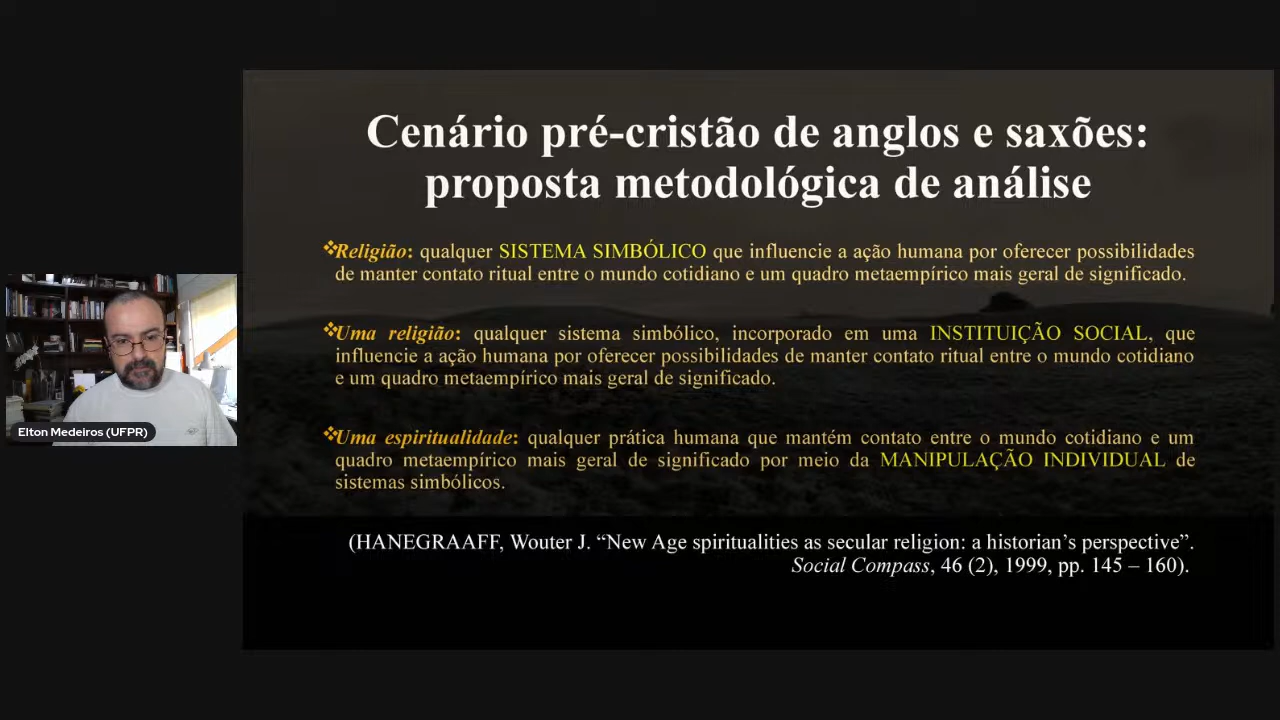 Cenário pré-cristão de anglos e saxões:
proposta metodológica de análise
Religião: qualquer SISTEMA SIMBÓLICO que influencie a ação humana por oferecer possibilidades
de manter contato ritual entre o mundo cotidiano e um quadro metaempírico mais geral de significado.
Uma religião: qualquer sistema simbólico, incorporado em uma INSTITUIÇÃO SOCIAL, que
influencie a ação humana por oferecer possibilidades de manter contato ritual entre o mundo cotidiano
e um quadro metaempírico mais geral de significado.
Uma espiritualidade: qualquer prática humana que mantém contato entre o mundo cotidiano e um
quadro metaempírico mais geral de significado por meio da MANIPULAÇÃO INDIVIDUAL de
sistemas simbólicos.
(HANEGRAAFF, Wouter J. “New Age spiritualities as secular religion: a historian’s perspective”.
Social Compass, 46 (2), 1999, pp. 145 – 160).
Elton Medeiros (UFPR)